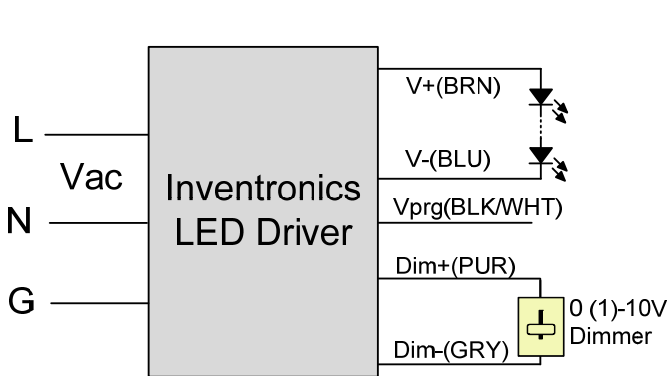 L
Vac
N
G
Inventronics
LED Driver
V+(BRN)
V-(BLU)
Vprg(BLK/WHT)
Dim+(PUR)
Dim-(GRY)
0 (1)-10V
Dimmer